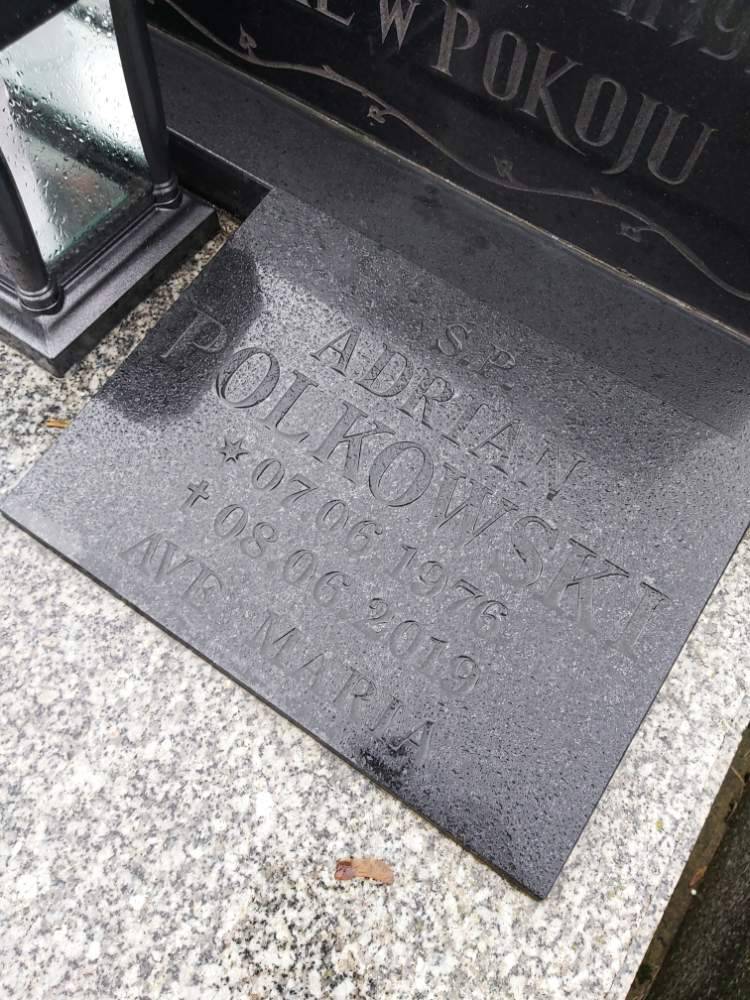 W POKOJU
S.P.
ADRIAN
POLKOWSKI
* 07.06 1976
✝ 08.06.2019
AVE MARIA